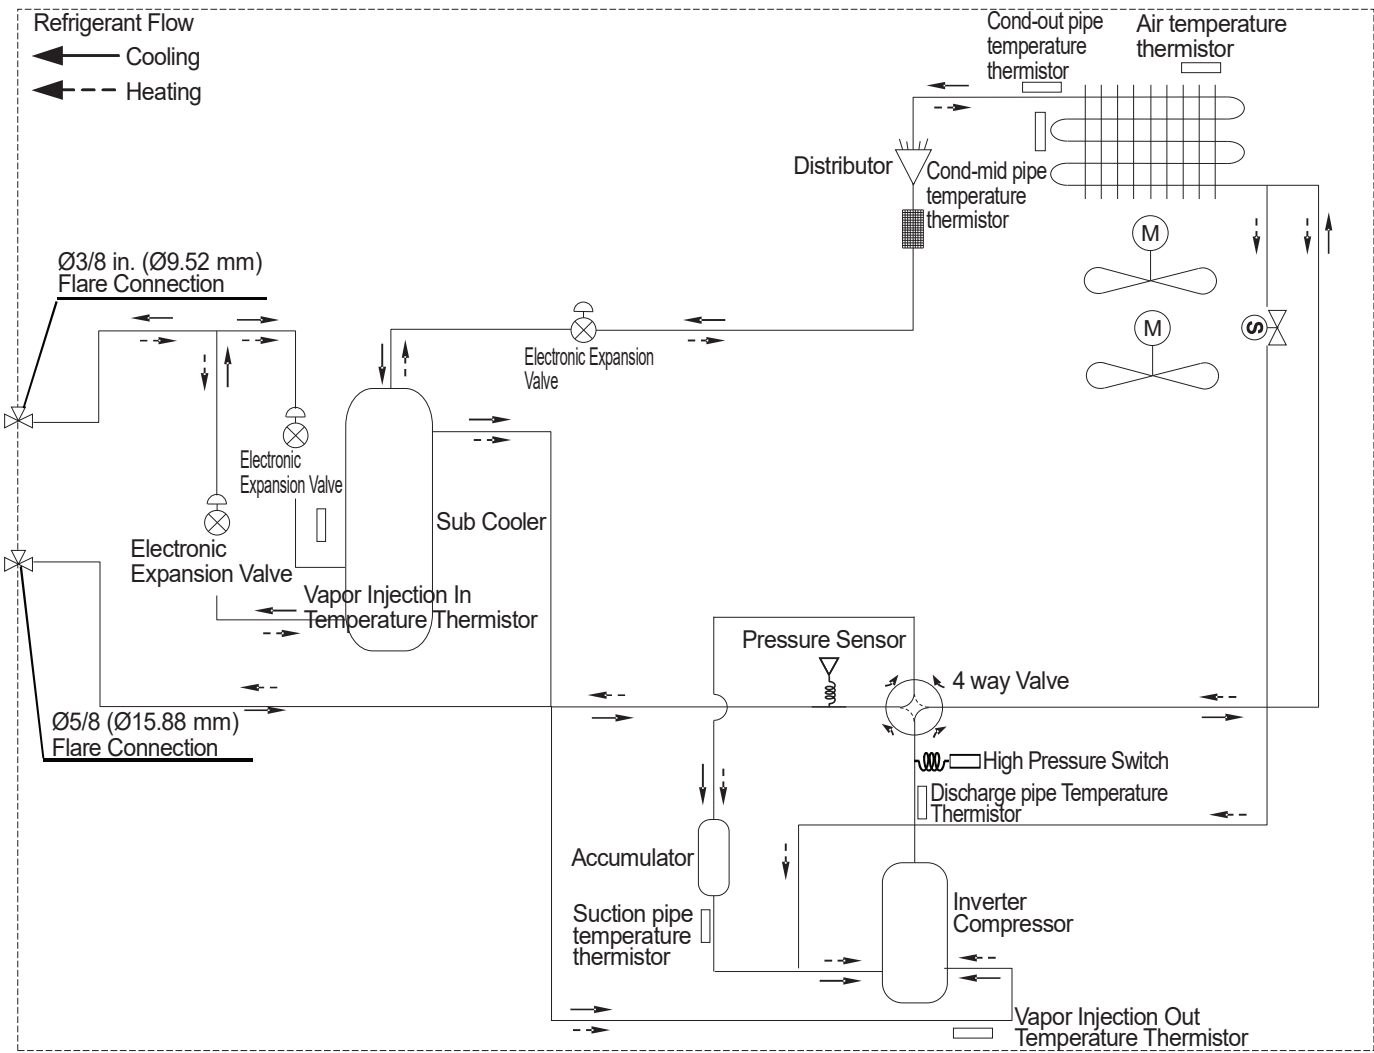 Refrigerant Flow
Cooling
Heating
Cond-out pipe
temperature
thermistor
Air temperature
thermistor
Distributor
Cond-mid pipe
temperature
thermistor
M
M
S
Ø3/8 in. (Ø9.52 mm)
Flare Connection
Electronic Expansion
Valve
Electronic
Expansion Valve
Sub Cooler
Electronic
Expansion Valve
Vapor Injection In
Temperature Thermistor
Pressure Sensor
4 way Valve
Ø5/8 (Ø15.88 mm)
Flare Connection
High Pressure Switch
Discharge pipe Temperature
Thermistor
Accumulator
Suction pipe
temperature
thermistor
Inverter
Compressor
Vapor Injection Out
Temperature Thermistor